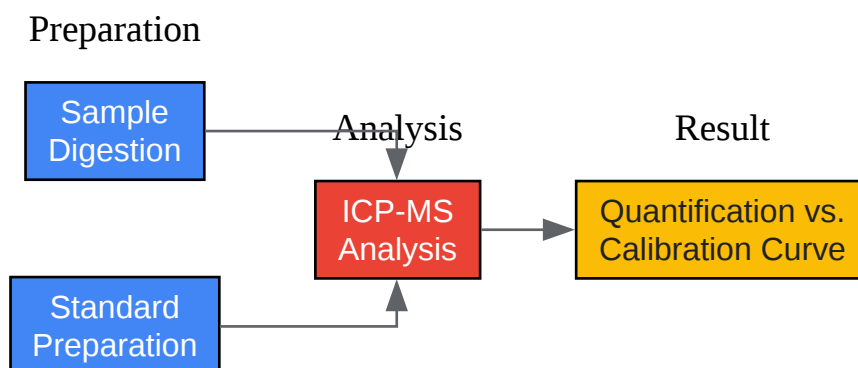 Preparation
Sample
Digestion
Analysis
Result
ICP-MS
Analysis
Quantification vs.
Calibration Curve
Standard
Preparation